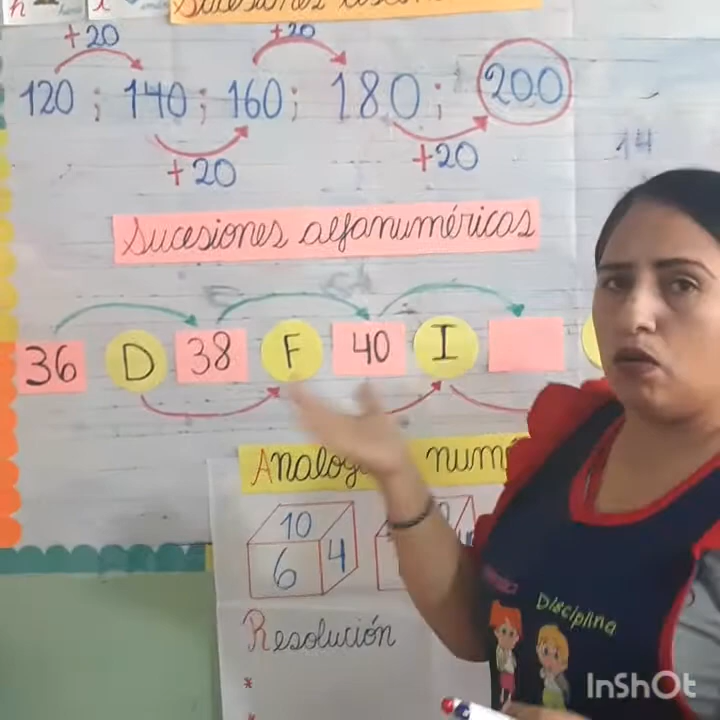 +20 +20
120 ; 140 ; 160 ; 180 ; 200
+20 +20
14
Sucesiones alfanuméricas
36 D 38 F 40 I
numé
10
6 4
Resolución
*
*
Disciplina
InShOt